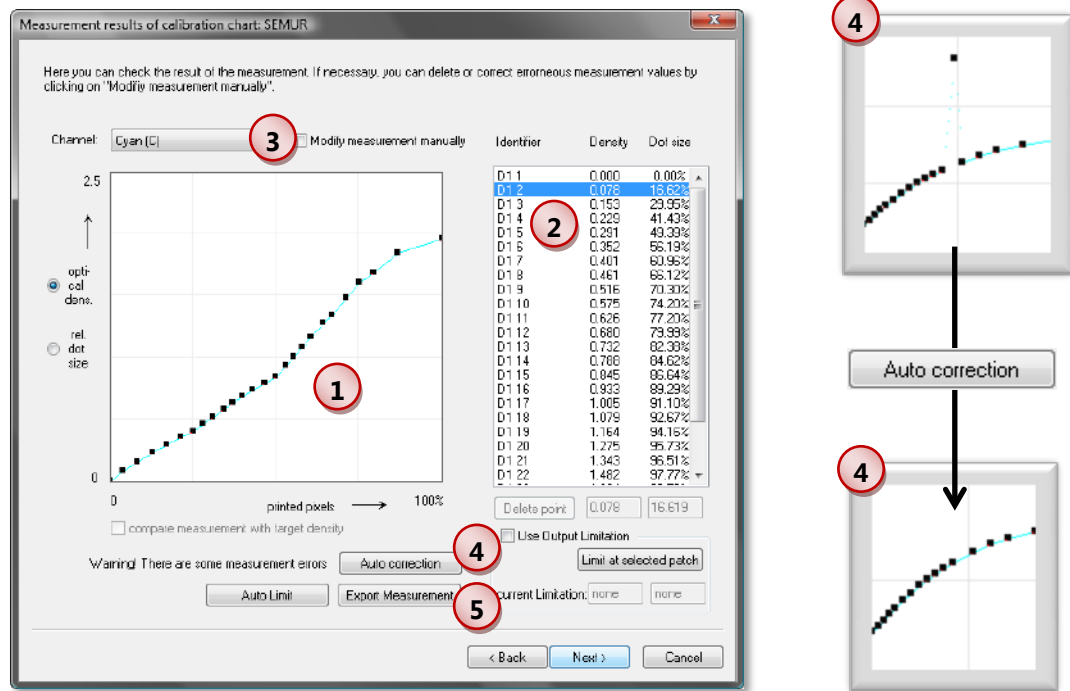 Measurement results of calibration chart: SEMUR
Here you can check the result of the measurement. If necessary, you can delete or correct erroneous measurement values by
clicking on "Modifiy measurement manually".
Channel: Cyan (C)
3
Modify measurement manually
Identifier Density Dot size
D1 1 0.000 0.00%
D1 2 0.078 16.62%
D1 3 0.153 29.95%
D1 4 0.229 41.43%
D1 5 0.291 49.39%
D1 6 0.352 56.19%
D1 7 0.401 60.96%
D1 8 0.461 66.12%
D1 9 0.516 70.30%
D1 10 0.575 74.20%
D1 11 0.626 77.20%
D1 12 0.680 79.99%
D1 13 0.732 82.38%
D1 14 0.788 84.62%
D1 15 0.845 86.64%
D1 16 0.933 89.29%
D1 17 1.005 91.10%
D1 18 1.079 92.67%
D1 19 1.164 94.16%
D1 20 1.275 95.73%
D1 21 1.343 96.51%
D1 22 1.482 97.77%
2
2.5
opti-
cal
dens.
rel.
dot
size
1
0
0 printed pixels 100%
compare measurement with target density
Delete point 0.078 16.619
Use Output Limitation
Limit at selected patch
current Limitation: none none
Warning! There are some measurement errors
Auto correction
4
Auto Limit
Export Measurement
5
< Back
Next >
Cancel
4
Auto correction
4